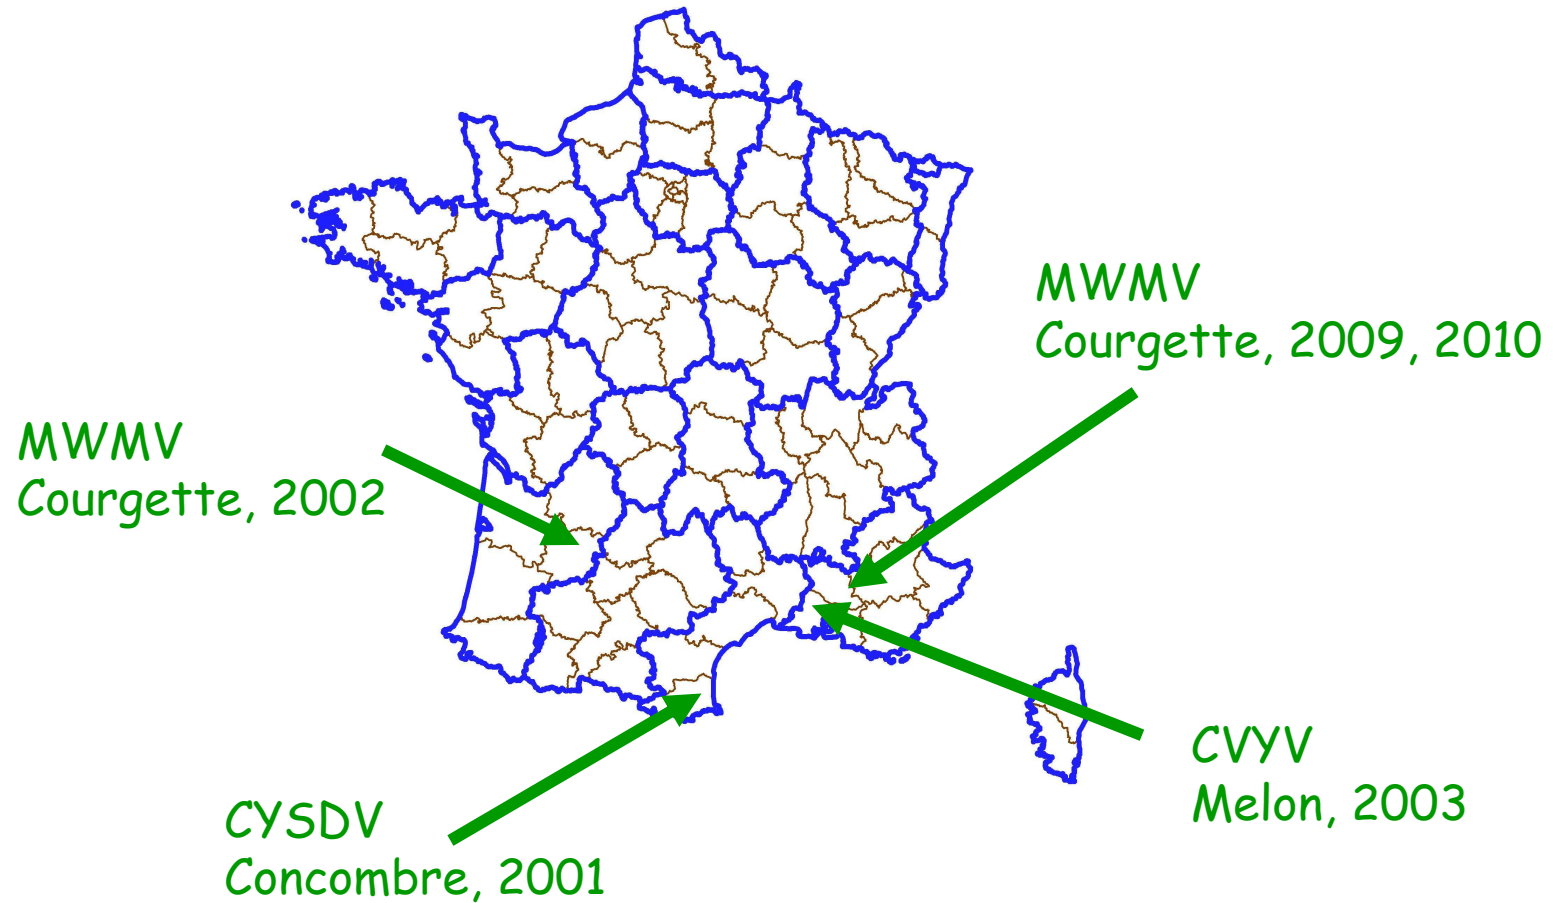 MWMV
Courgette, 2009, 2010
MWMV
Courgette, 2002
CVYV
Melon, 2003
CYSDV
Concombre, 2001